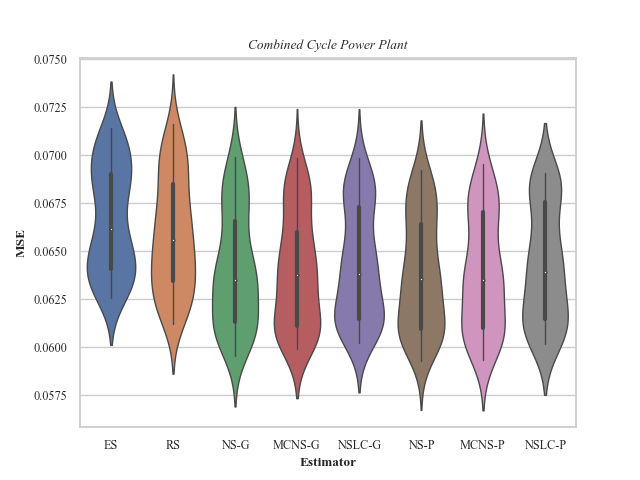 Combined Cycle Power Plant
0.0750
0.0725
0.0700
0.0675
0.0650
0.0625
0.0600
0.0575
MSE
ES RS NS-G MCNS-G NSLC-G NS-P MCNS-P NSLC-P
Estimator